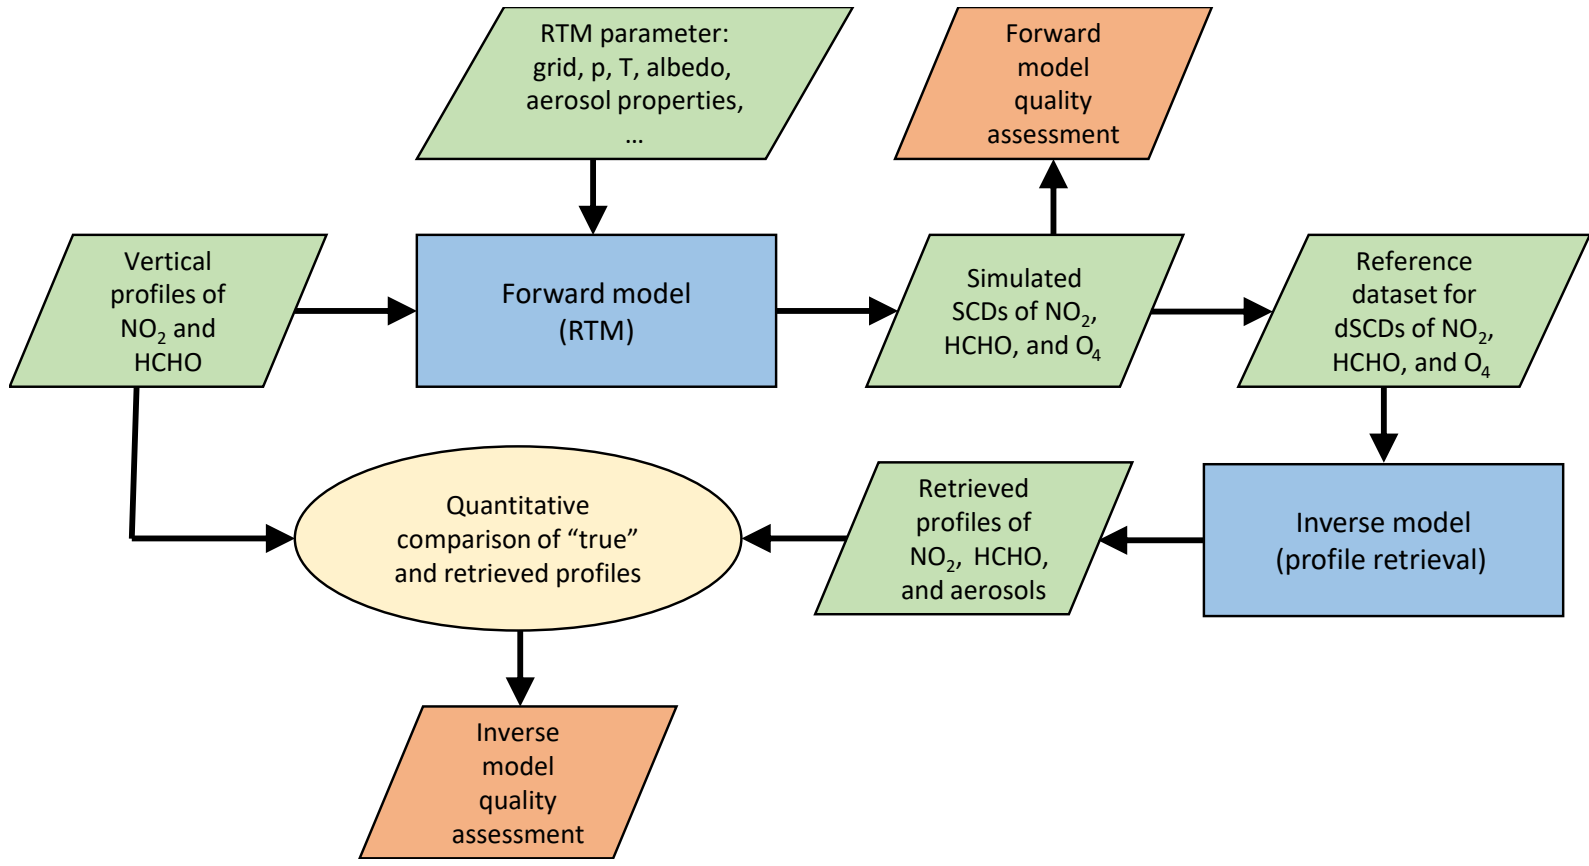 RTM parameter:
grid, p, T, albedo,
aerosol properties,
…
Forward
model
quality
assessment
Vertical
profiles of
NO₂ and
HCHO
Forward model
(RTM)
Simulated
SCDs of NO₂,
HCHO, and O₄
Reference
dataset for
dSCDs of NO₂,
HCHO, and O₄
Quantitative
comparison of “true”
and retrieved profiles
Retrieved
profiles of
NO₂, HCHO,
and aerosols
Inverse model
(profile retrieval)
Inverse
model
quality
assessment